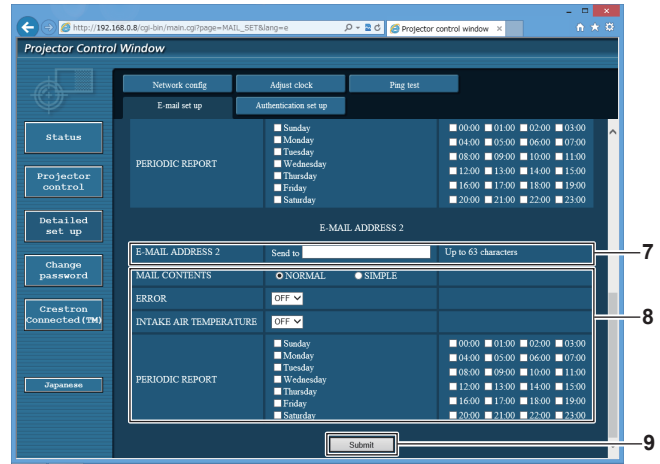 http://192.168.0.8/cgi-bin/main.cgi?page=MAIL_SET&lang=e
Projector control window
Projector Control Window
Network config Adjust clock Ping test
E-mail set up Authentication set up
Status
Projector control
Detailed set up
Change password
Crestron Connected(TM)
Japanese
PERIODIC REPORT
Sunday
Monday
Tuesday
Wednesday
Thursday
Friday
Saturday
00:00 01:00 02:00 03:00
04:00 05:00 06:00 07:00
08:00 09:00 10:00 11:00
12:00 13:00 14:00 15:00
16:00 17:00 18:00 19:00
20:00 21:00 22:00 23:00
E-MAIL ADDRESS 2
E-MAIL ADDRESS 2 Send to Up to 63 characters
7
MAIL CONTENTS NORMAL SIMPLE
ERROR OFF
8
INTAKE AIR TEMPERATURE OFF
PERIODIC REPORT
Sunday
Monday
Tuesday
Wednesday
Thursday
Friday
Saturday
00:00 01:00 02:00 03:00
04:00 05:00 06:00 07:00
08:00 09:00 10:00 11:00
12:00 13:00 14:00 15:00
16:00 17:00 18:00 19:00
20:00 21:00 22:00 23:00
Submit
9